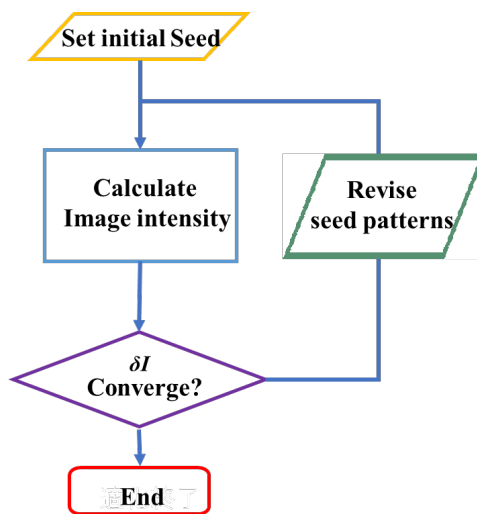 Set initial Seed
Calculate
Image intensity
Revise
seed patterns
δI
Converge?
End